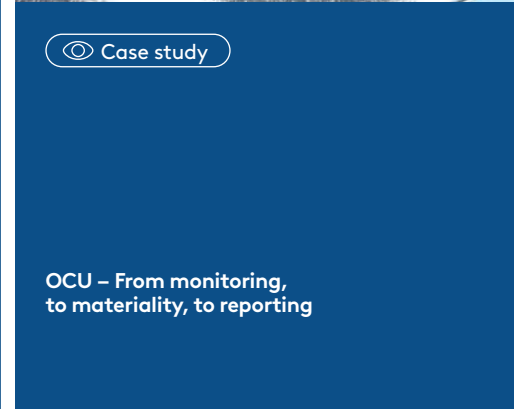 Case study
OCU – From monitoring,
to materiality, to reporting